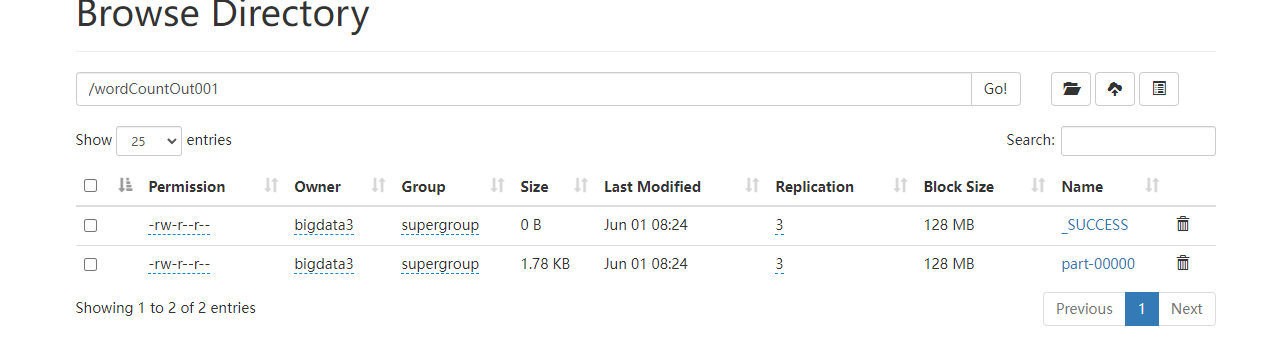 Browse Directory
/wordCountOut001 Go!
Show 25 entries Search:
Permission Owner Group Size Last Modified Replication Block Size Name
-rw-r--r-- bigdata3 supergroup 0 B Jun 01 08:24 3 128 MB _SUCCESS
-rw-r--r-- bigdata3 supergroup 1.78 KB Jun 01 08:24 3 128 MB part-00000
Showing 1 to 2 of 2 entries Previous 1 Next